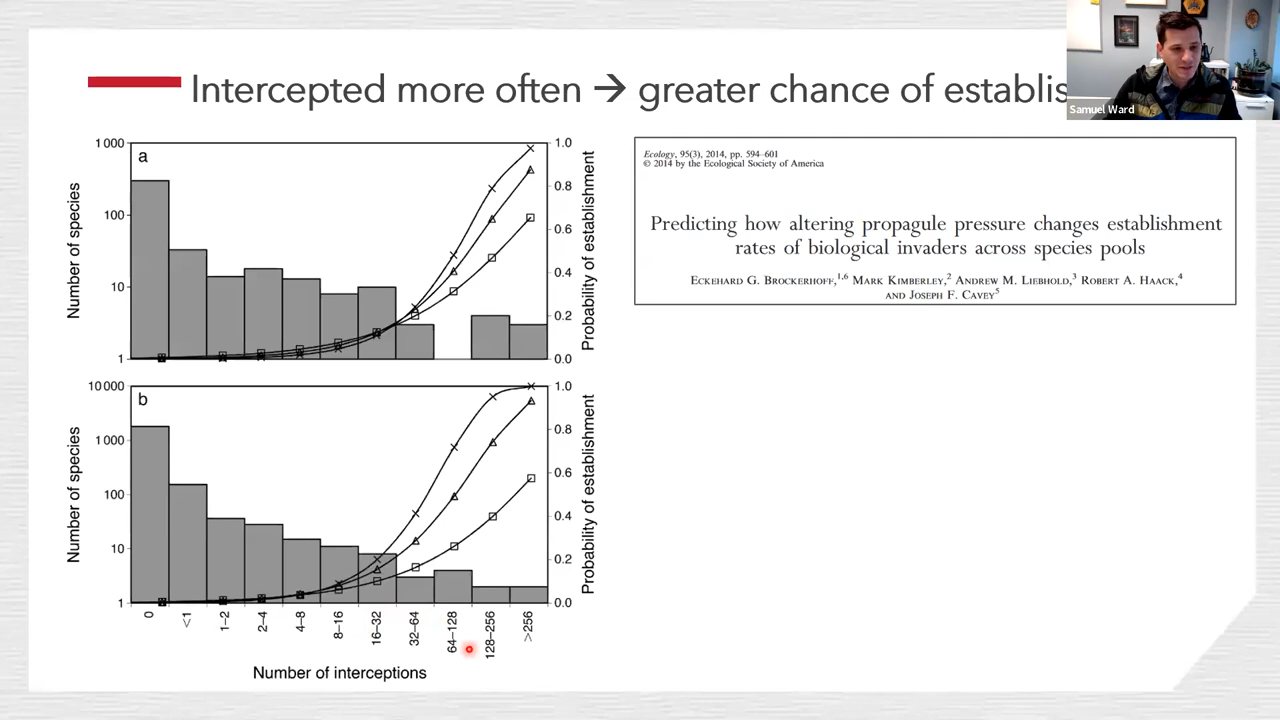 Intercepted more often → greater chance of establis
Samuel Ward
a
Number of species
1 000
100
10
1
1.0
0.8
0.6
0.4
0.2
0.0
Probability of establishment
b
Number of species
10 000
1 000
100
10
1
1.0
0.8
0.6
0.4
0.2
0.0
Probability of establishment
0
<1
1–2
2–4
4–8
8–16
16–32
32–64
64–128
128–256
>256
Number of interceptions
Ecology, 95(3), 2014, pp. 594–601
© 2014 by the Ecological Society of America
Predicting how altering propagule pressure changes establishment
rates of biological invaders across species pools
Eckehard G. Brockerhoff,1,6 Mark Kimberley,2 Andrew M. Liebhold,3 Robert A. Haack,4
and Joseph F. Cavey5